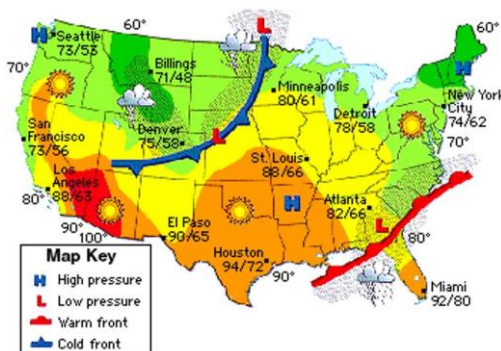 60°
L
60°
H
Seattle
73/53
Billings
71/48
H
70°
Minneapolis
80/61
New York
City
74/62
Detroit
78/58
San
Francisco
73/56
Denver
75/58
L
70°
St. Louis
88/66
Los
Angeles
88/63
Atlanta
82/66
80°
H
L
El Paso
90/65
80°
90°
100°
Houston
94/72
90°
Miami
92/80
Map Key
H High pressure
L Low pressure
Warm front
Cold front